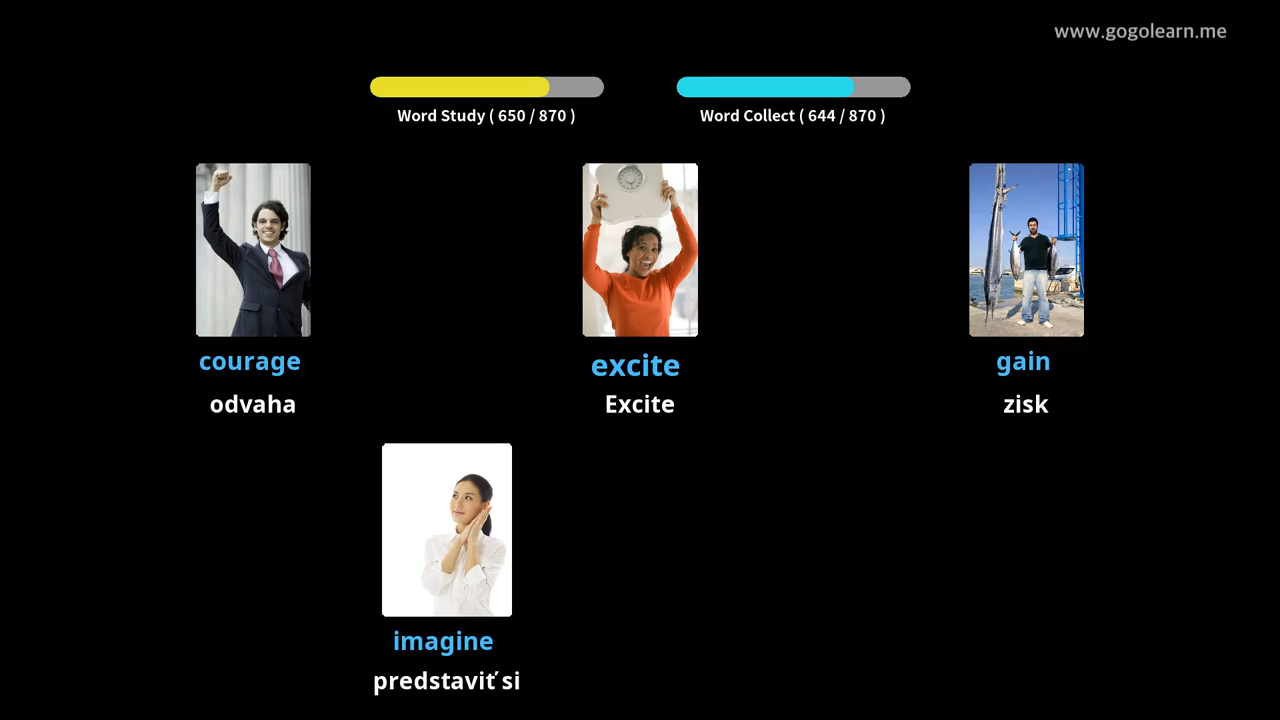 www.gogolearn.me
Word Study ( 650 / 870 )
Word Collect ( 644 / 870 )
courage
excite
gain
odvaha
Excite
zisk
imagine
predstaviť si